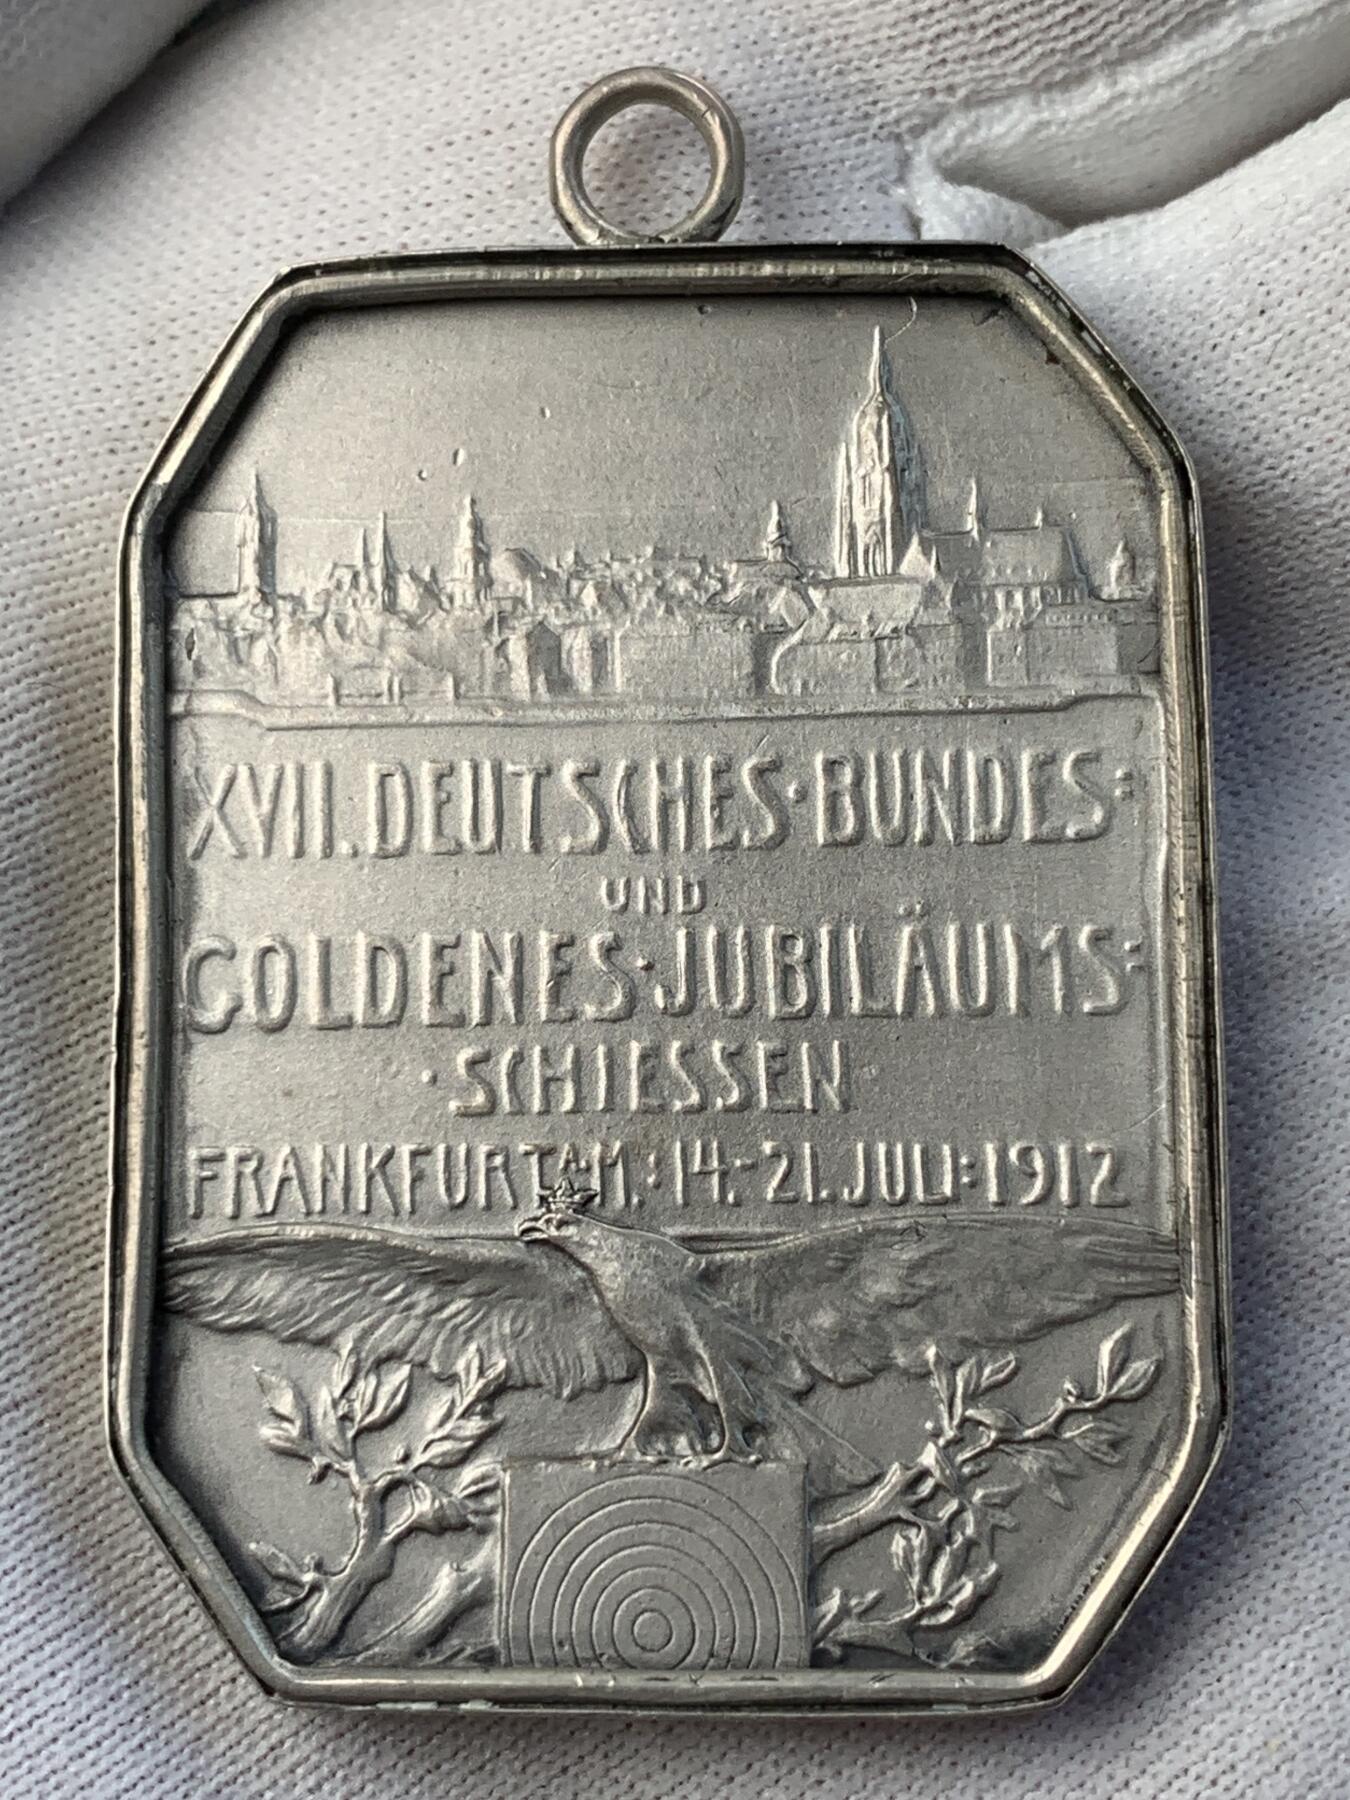 XVII. DEUTSCHES · BUNDES:
UND
GOLDENES · JUBILÄUMS:
· SCHIESSEN ·
FRANKFURT A·M. : 14.-21. JULI : 1912